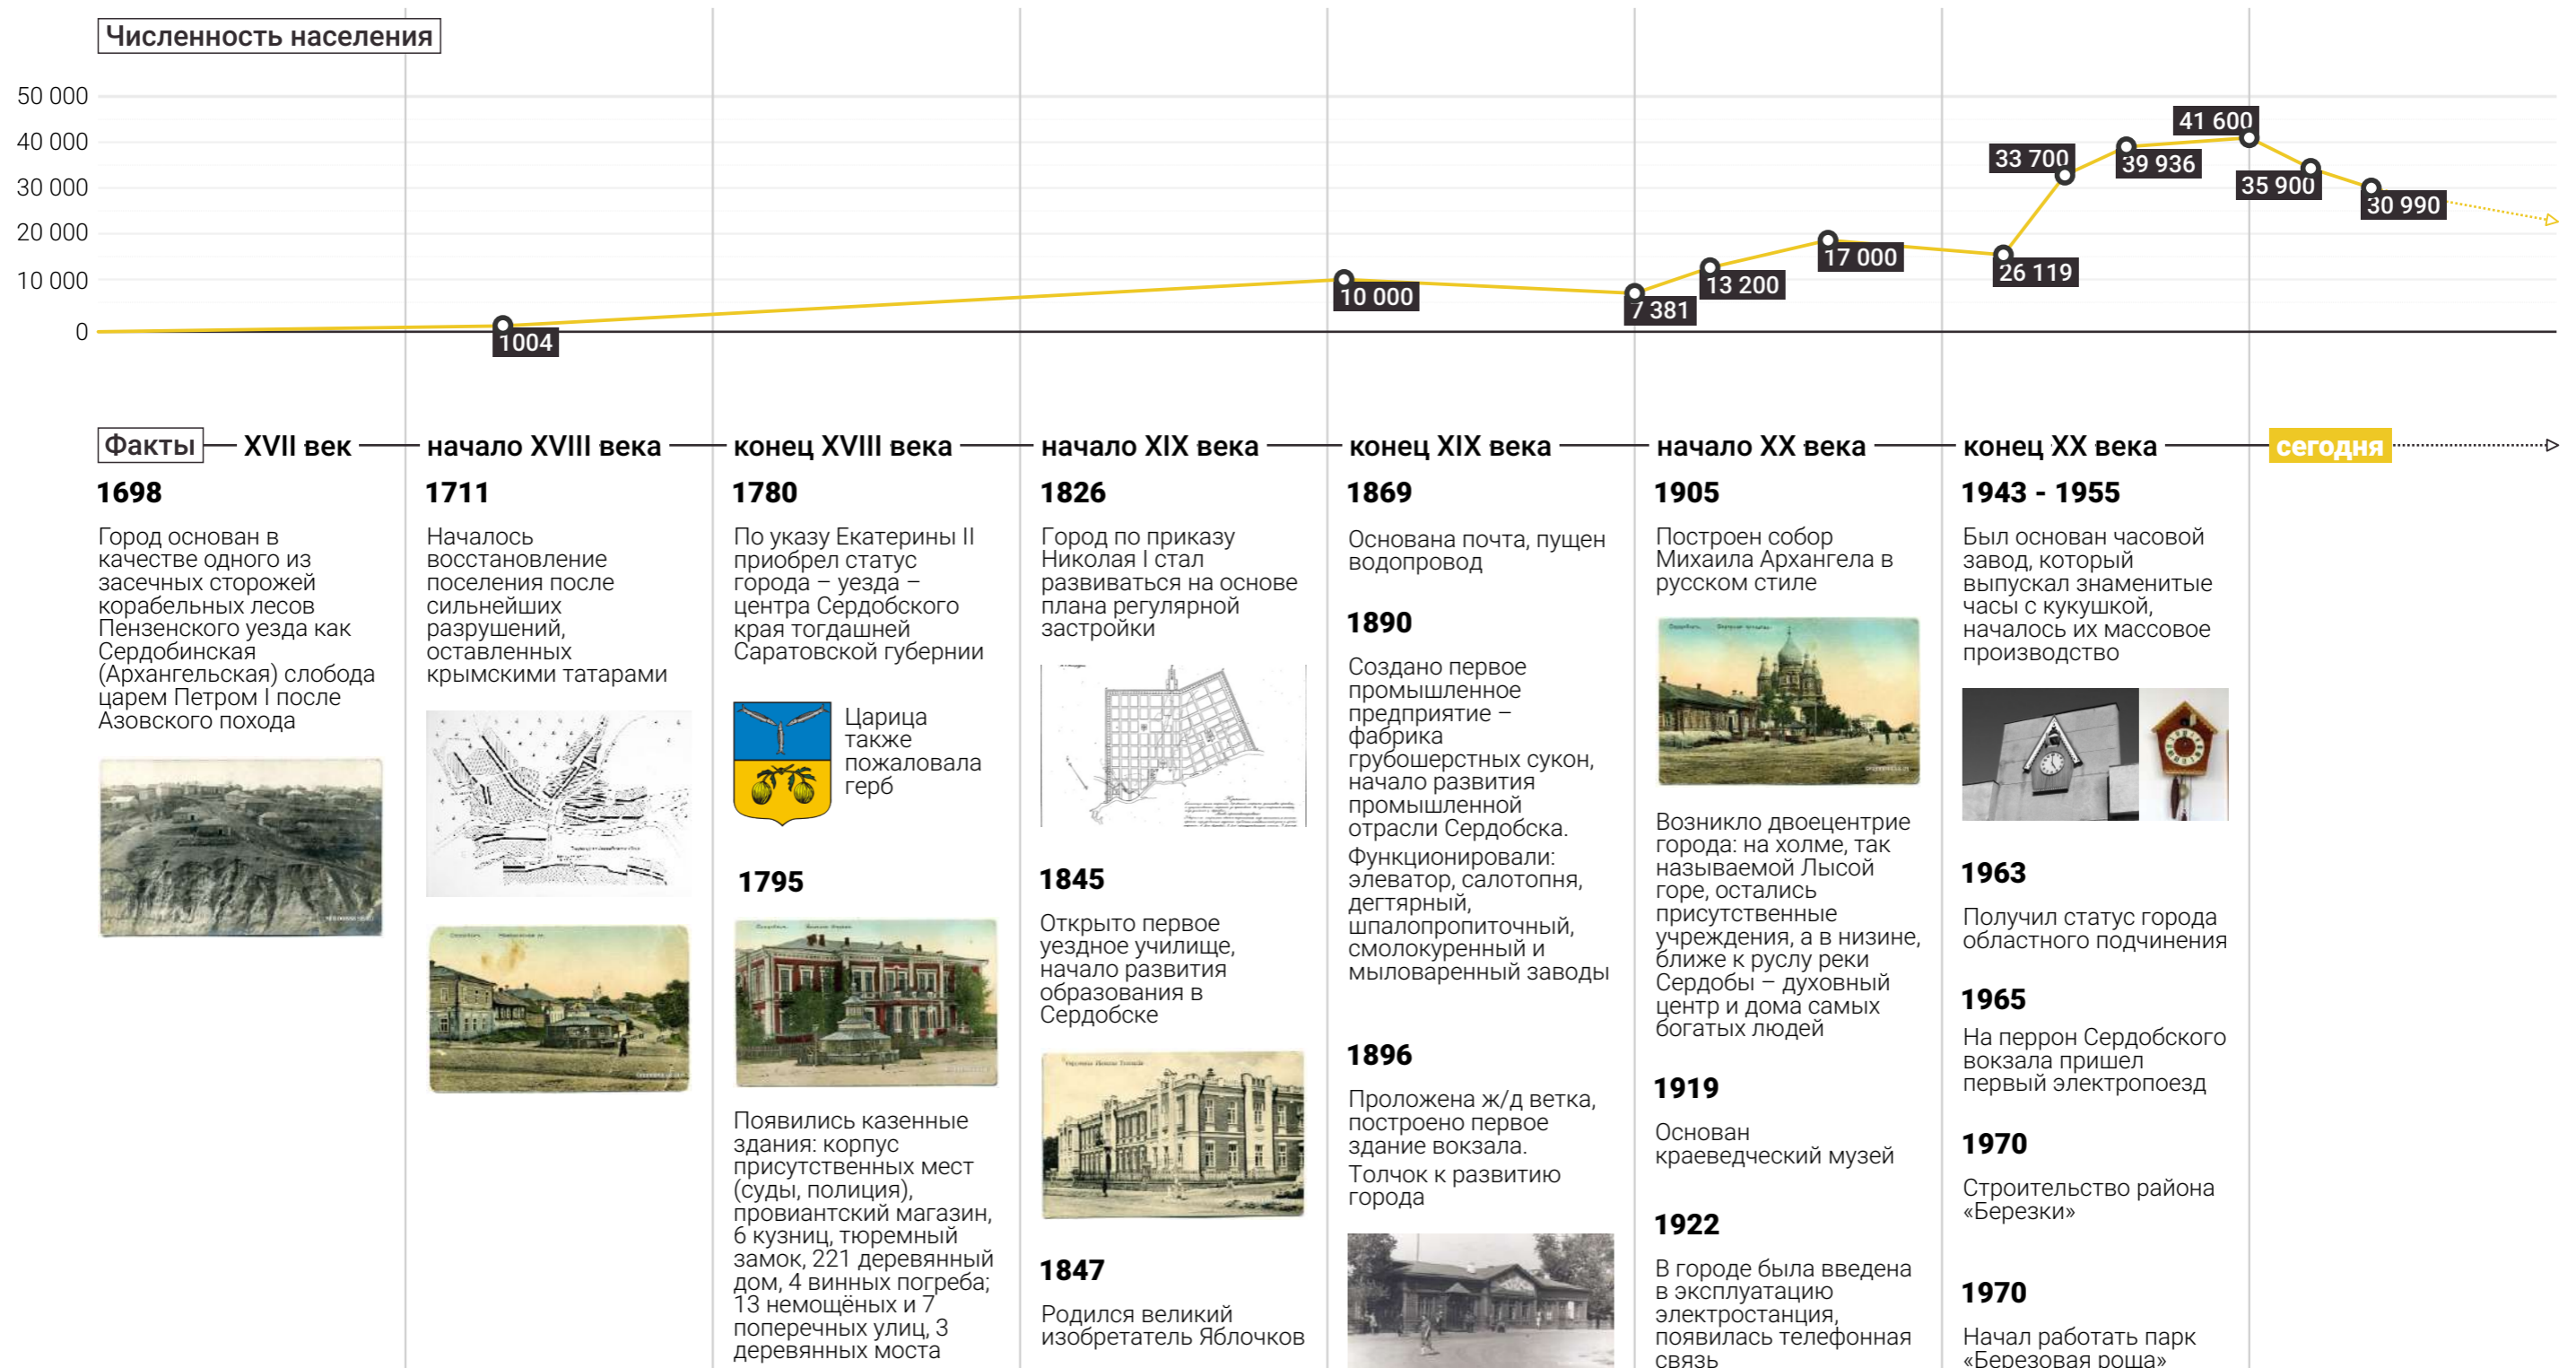 Численность населения
50 000
40 000
30 000
20 000
10 000
0
1004
10 000
7 381
13 200
17 000
26 119
33 700
39 936
41 600
35 900
30 990
Факты
XVII век
начало XVIII века
конец XVIII века
начало XIX века
конец XIX века
начало XX века
конец XX века
сегодня
1698
Город основан в
качестве одного из
засечных сторожей
корабельных лесов
Пензенского уезда как
Сердобинская
(Архангельская) слобода
царем Петром I после
Азовского похода
1711
Началось
восстановление
поселения после
сильнейших
разрушений,
оставленных
крымскими татарами
1780
По указу Екатерины II
приобрел статус
города – уезда –
центра Сердобского
края тогдашней
Саратовской губернии
Царица
также
пожаловала
герб
1795
Появились казенные
здания: корпус
присутственных мест
(суды, полиция),
провиантский магазин,
6 кузниц, тюремный
замок, 221 деревянный
дом, 4 винных погреба;
13 немощёных и 7
поперечных улиц, 3
деревянных моста
1826
Город по приказу
Николая I стал
развиваться на основе
плана регулярной
застройки
1845
Открыто первое
уездное училище,
начало развития
образования в
Сердобске
1847
Родился великий
изобретатель Яблочков
1869
Основана почта, пущен
водопровод
1890
Создано первое
промышленное
предприятие –
фабрика
грубошерстных сукон,
начало развития
промышленной
отрасли Сердобска.
Функционировали:
элеватор, салотопня,
дегтярный,
шпалопропиточный,
смолокуренный и
мыловаренный заводы
1896
Проложена ж/д ветка,
построено первое
здание вокзала.
Толчок к развитию
города
1905
Построен собор
Михаила Архангела в
русском стиле
Возникло двоецентрие
города: на холме, так
называемой Лысой
горе, остались
присутственные
учреждения, а в низине,
ближе к руслу реки
Сердобы – духовный
центр и дома самых
богатых людей
1919
Основан
краеведческий музей
1922
В городе была введена
в эксплуатацию
электростанция,
появилась телефонная
связь
1943 - 1955
Был основан часовой
завод, который
выпускал знаменитые
часы с кукушкой,
началось их массовое
производство
1963
Получил статус города
областного подчинения
1965
На перрон Сердобского
вокзала пришел
первый электропоезд
1970
Строительство района
«Березки»
1970
Начал работать парк
«Березовая роща»